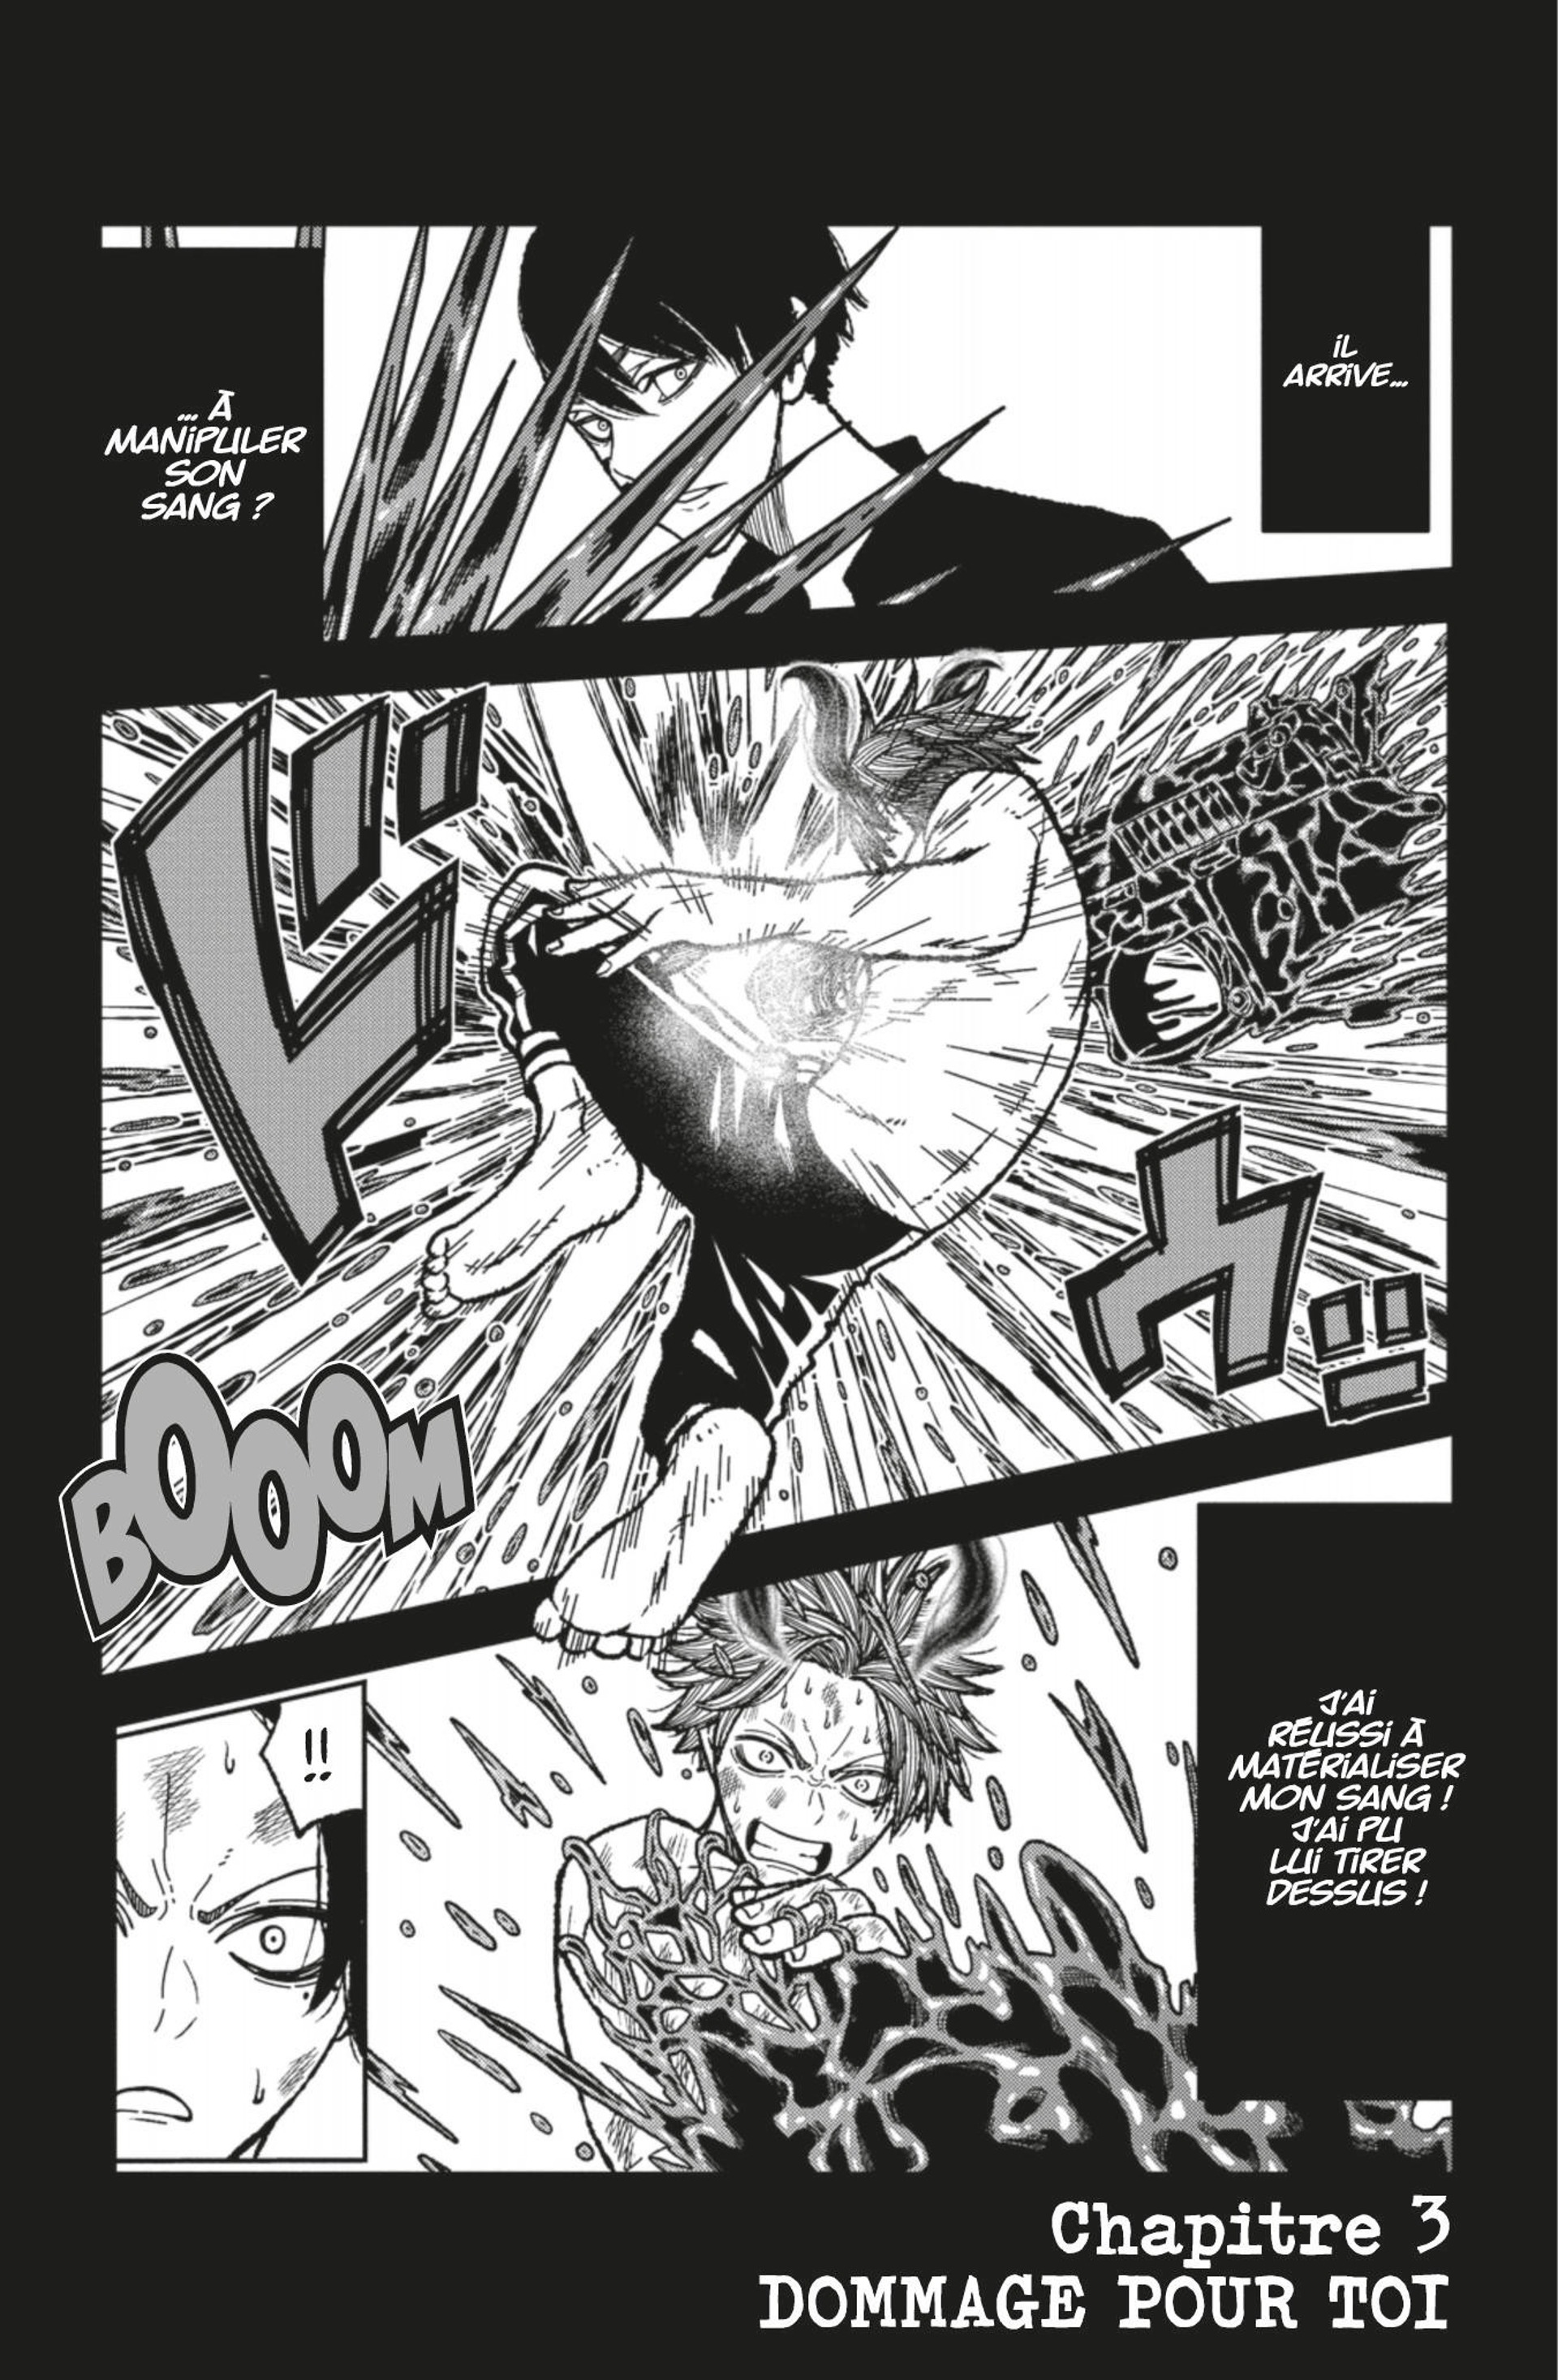 iL
ARRiVE...
... À
MANiPULER
SON
SANG ?
ドウ!!
BOOOM
J'Ai
RÉUSSi À
MATÉRiALiSER
MON SANG !
J'Ai PU
LUi TiRER
DESSUS !
!!
Chapitre 3
DOMMAGE POUR TOI